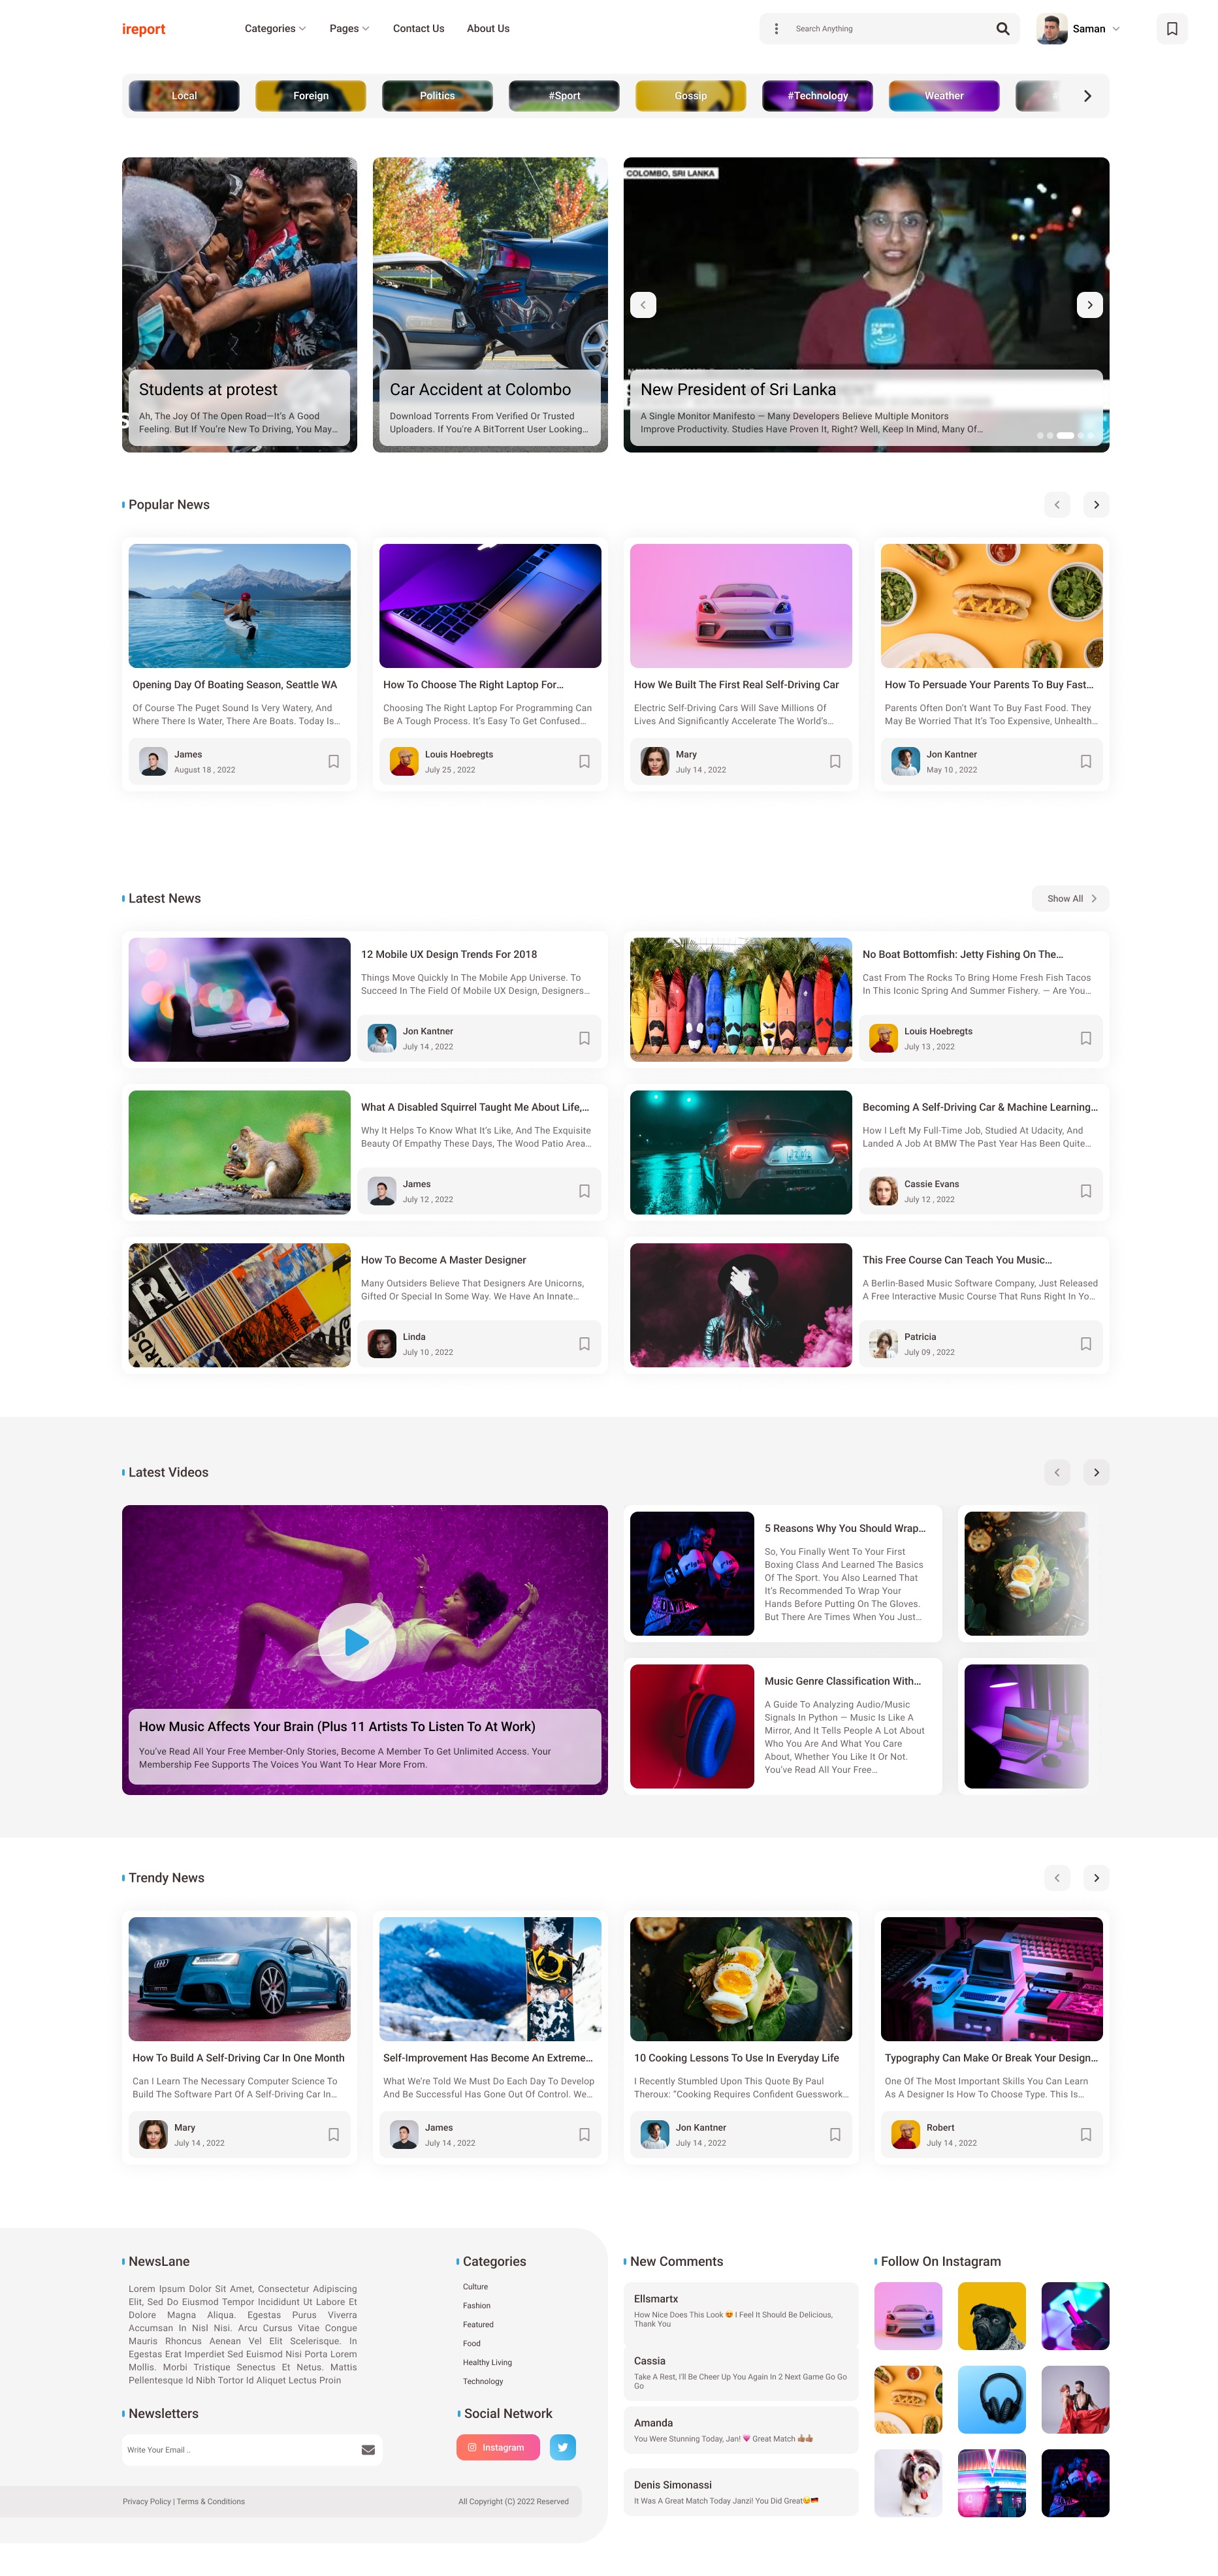 ireport
Categories
Pages
Contact Us
About Us
Search Anything
Saman
Local
Foreign
Politics
#Sport
Gossip
#Technology
Weather
COLOMBO, SRI LANKA
FRANCE
24
Students at protest
Ah, The Joy Of The Open Road—It's A Good
Feeling. But If You're New To Driving, You May...
Car Accident at Colombo
Download Torrents From Verified Or Trusted
Uploaders. If You're A BitTorrent User Looking...
New President of Sri Lanka
A Single Monitor Manifesto — Many Developers Believe Multiple Monitors
Improve Productivity. Studies Have Proven It, Right? Well, Keep In Mind, Many Of...
Popular News
Opening Day Of Boating Season, Seattle WA
Of Course The Puget Sound Is Very Watery, And
Where There Is Water, There Are Boats. Today Is...
James
August 18 , 2022
How To Choose The Right Laptop For...
Choosing The Right Laptop For Programming Can
Be A Tough Process. It's Easy To Get Confused...
Louis Hoebregts
July 25 , 2022
How We Built The First Real Self-Driving Car
Electric Self-Driving Cars Will Save Millions Of
Lives And Significantly Accelerate The World's...
Mary
July 14 , 2022
How To Persuade Your Parents To Buy Fast...
Parents Often Don't Want To Buy Fast Food. They
May Be Worried That It's Too Expensive, Unhealth...
Jon Kantner
May 10 , 2022
Latest News
Show All
12 Mobile UX Design Trends For 2018
Things Move Quickly In The Mobile App Universe. To
Succeed In The Field Of Mobile UX Design, Designers...
Jon Kantner
July 14 , 2022
No Boat Bottomfish: Jetty Fishing On The...
Cast From The Rocks To Bring Home Fresh Fish Tacos
In This Iconic Spring And Summer Fishery. — Are You...
Louis Hoebregts
July 13 , 2022
What A Disabled Squirrel Taught Me About Life,...
Why It Helps To Know What It's Like, And The Exquisite
Beauty Of Empathy These Days, The Wood Patio Area...
James
July 12 , 2022
Becoming A Self-Driving Car & Machine Learning...
How I Left My Full-Time Job, Studied At Udacity, And
Landed A Job At BMW The Past Year Has Been Quite...
Cassie Evans
July 12 , 2022
How To Become A Master Designer
Many Outsiders Believe That Designers Are Unicorns,
Gifted Or Special In Some Way. We Have An Innate...
Linda
July 10 , 2022
This Free Course Can Teach You Music...
A Berlin-Based Music Software Company, Just Released
A Free Interactive Music Course That Runs Right In Yo...
Patricia
July 09 , 2022
Latest Videos
How Music Affects Your Brain (Plus 11 Artists To Listen To At Work)
You've Read All Your Free Member-Only Stories, Become A Member To Get Unlimited Access. Your
Membership Fee Supports The Voices You Want To Hear More From.
5 Reasons Why You Should Wrap...
So, You Finally Went To Your First
Boxing Class And Learned The Basics
Of The Sport. You Also Learned That
It's Recommended To Wrap Your
Hands Before Putting On The Gloves.
But There Are Times When You Just...
Music Genre Classification With...
A Guide To Analyzing Audio/Music
Signals In Python — Music Is Like A
Mirror, And It Tells People A Lot About
Who You Are And What You Care
About, Whether You Like It Or Not.
You've Read All Your Free...
Trendy News
How To Build A Self-Driving Car In One Month
Can I Learn The Necessary Computer Science To
Build The Software Part Of A Self-Driving Car In...
Mary
July 14 , 2022
Self-Improvement Has Become An Extreme...
What We're Told We Must Do Each Day To Develop
And Be Successful Has Gone Out Of Control. We...
James
July 14 , 2022
10 Cooking Lessons To Use In Everyday Life
I Recently Stumbled Upon This Quote By Paul
Theroux: "Cooking Requires Confident Guesswork...
Jon Kantner
July 14 , 2022
Typography Can Make Or Break Your Design...
One Of The Most Important Skills You Can Learn
As A Designer Is How To Choose Type. This Is...
Robert
July 14 , 2022
NewsLane
Lorem Ipsum Dolor Sit Amet, Consectetur Adipiscing
Elit, Sed Do Eiusmod Tempor Incididunt Ut Labore Et
Dolore Magna Aliqua. Egestas Purus Viverra
Accumsan In Nisl Nisi. Arcu Cursus Vitae Congue
Mauris Rhoncus Aenean Vel Elit Scelerisque. In
Egestas Erat Imperdiet Sed Euismod Nisi Porta Lorem
Mollis. Morbi Tristique Senectus Et Netus. Mattis
Pellentesque Id Nibh Tortor Id Aliquet Lectus Proin
Categories
Culture
Fashion
Featured
Food
Healthy Living
Technology
Newsletters
Write Your Email ..
Social Network
Instagram
Privacy Policy | Terms & Conditions
All Copyright (C) 2022 Reserved
New Comments
Ellsmartx
How Nice Does This Look 😍 I Feel It Should Be Delicious,
Thank You
Cassia
Take A Rest, I'll Be Cheer Up You Again In 2 Next Game Go Go
Go
Amanda
You Were Stunning Today, Jan! 💗 Great Match 👍🏽👍🏽
Denis Simonassi
It Was A Great Match Today Janzi! You Did Great😉🇩🇪
Follow On Instagram